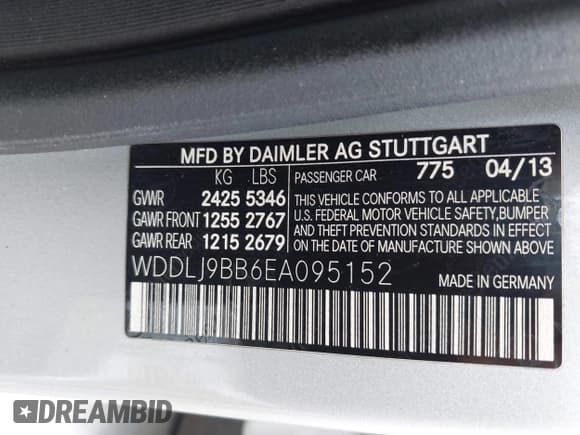 MFD BY DAIMLER AG STUTTGART
KG LBS PASSENGER CAR 775 04/13
GVWR 2425 5346
GAWR FRONT 1255 2767
GAWR REAR 1215 2679
THIS VEHICLE CONFORMS TO ALL APPLICABLE
U.S. FEDERAL MOTOR VEHICLE SAFETY,BUMPER
AND THEFT PREVENTION STANDARDS IN EFFECT
ON THE DATE OF MANUFACTURE SHOWN ABOVE.
WDDLJ9BB6EA095152
MADE IN GERMANY
DREAMBID